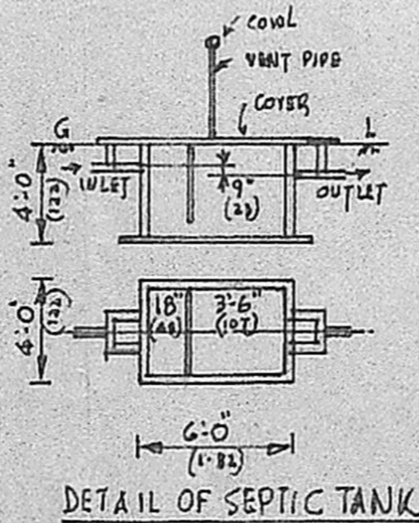 COWL
VENT PIPE
COVER
G L
INLET
OUTLET
9"
(23)
4'-0"
(122)
18"
(48)
3'-6"
(107)
4'-0"
(122)
6'-0"
(1.82)
DETAIL OF SEPTIC TANK